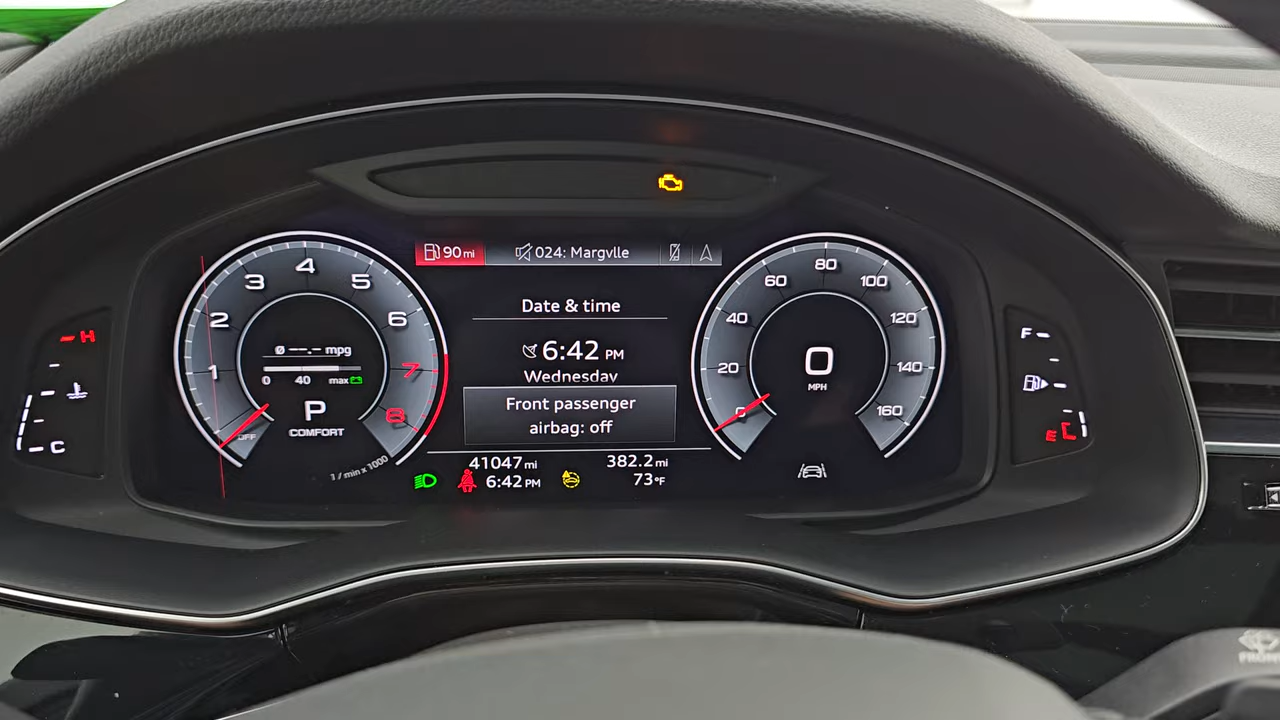 90 mi
024: Margvlle
Date & time
6:42 PM
Wednesday
Front passenger
airbag: off
41047 mi
382.2 mi
6:42 PM
73°F
1
2
3
4
5
6
7
8
OFF
Ø --.- mpg
0 40 max
P
COMFORT
1 / min x 1000
0
20
40
60
80
100
120
140
160
0
MPH
H
C
F
E
FRONT